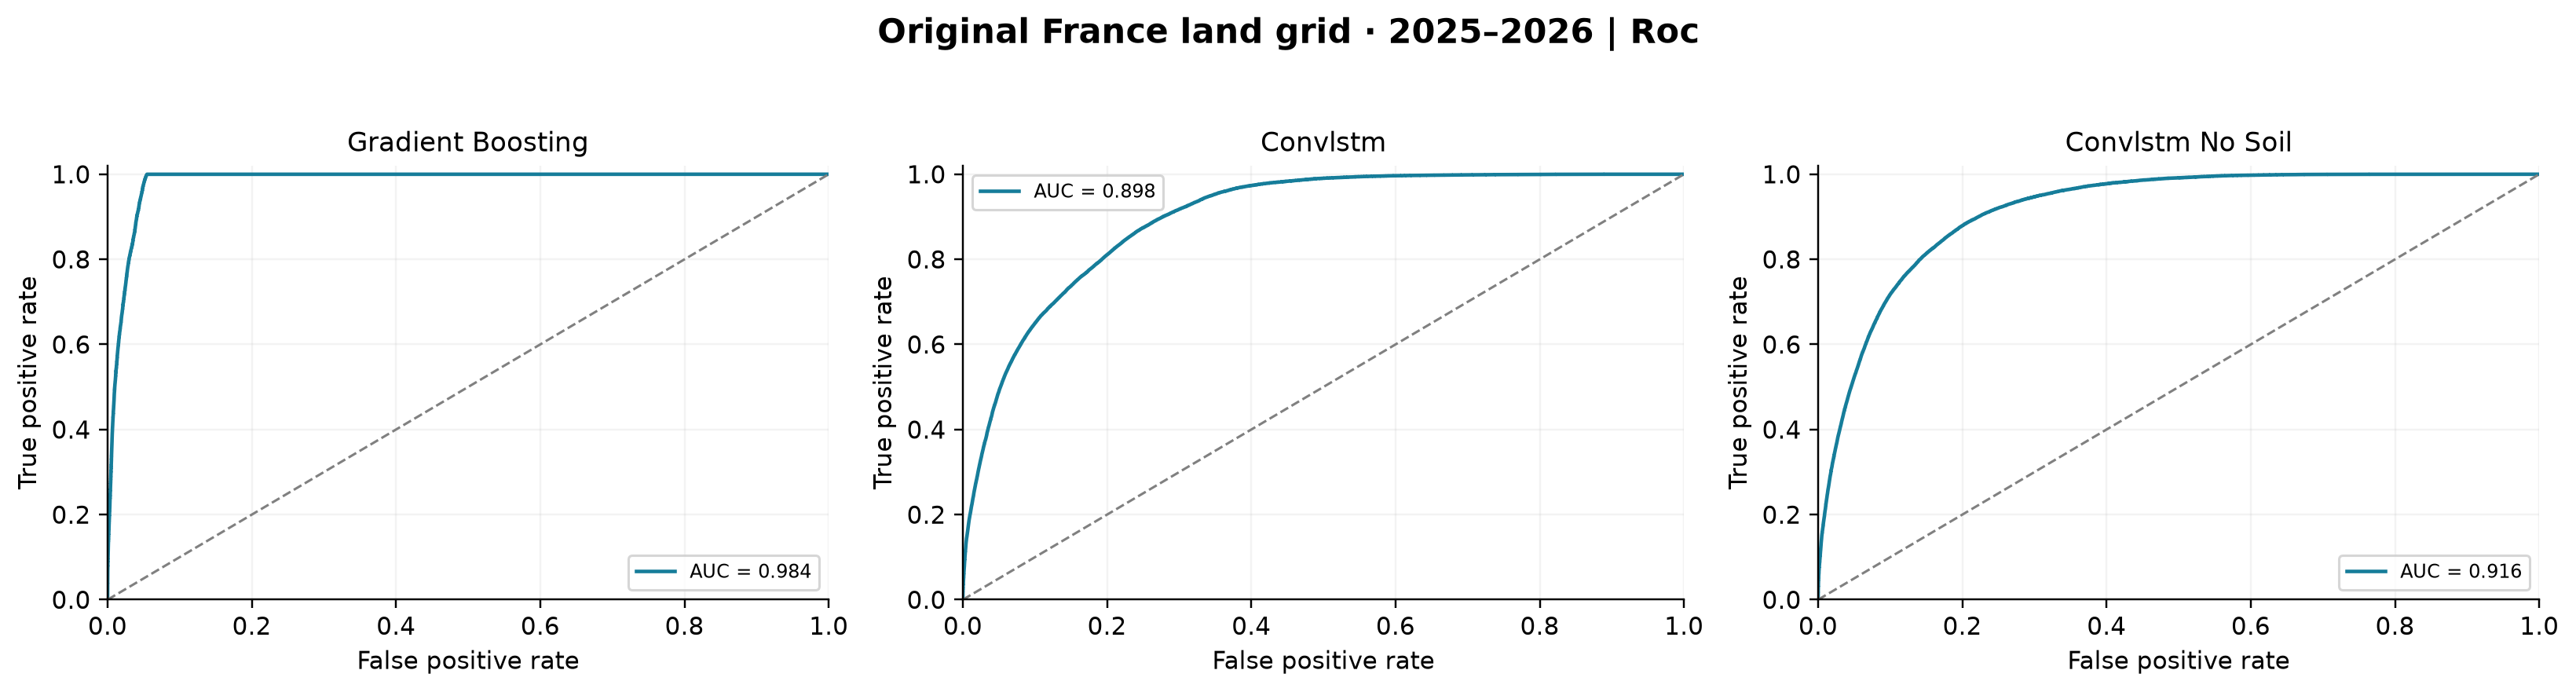 Original France land grid · 2025–2026 | Roc
Gradient Boosting
True positive rate
1.0
0.8
0.6
0.4
0.2
0.0
AUC = 0.984
0.0 0.2 0.4 0.6 0.8 1.0
False positive rate
Convlstm
True positive rate
1.0
0.8
0.6
0.4
0.2
0.0
AUC = 0.898
0.0 0.2 0.4 0.6 0.8 1.0
False positive rate
Convlstm No Soil
True positive rate
1.0
0.8
0.6
0.4
0.2
0.0
AUC = 0.916
0.0 0.2 0.4 0.6 0.8 1.0
False positive rate